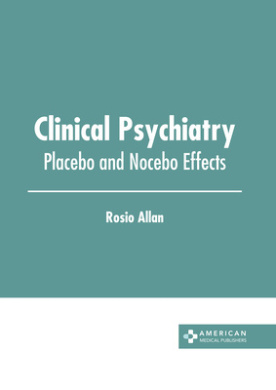 Clinical Psychiatry
Placebo and Nocebo Effects
Rosio Allan
AMERICAN
MEDICAL PUBLISHERS